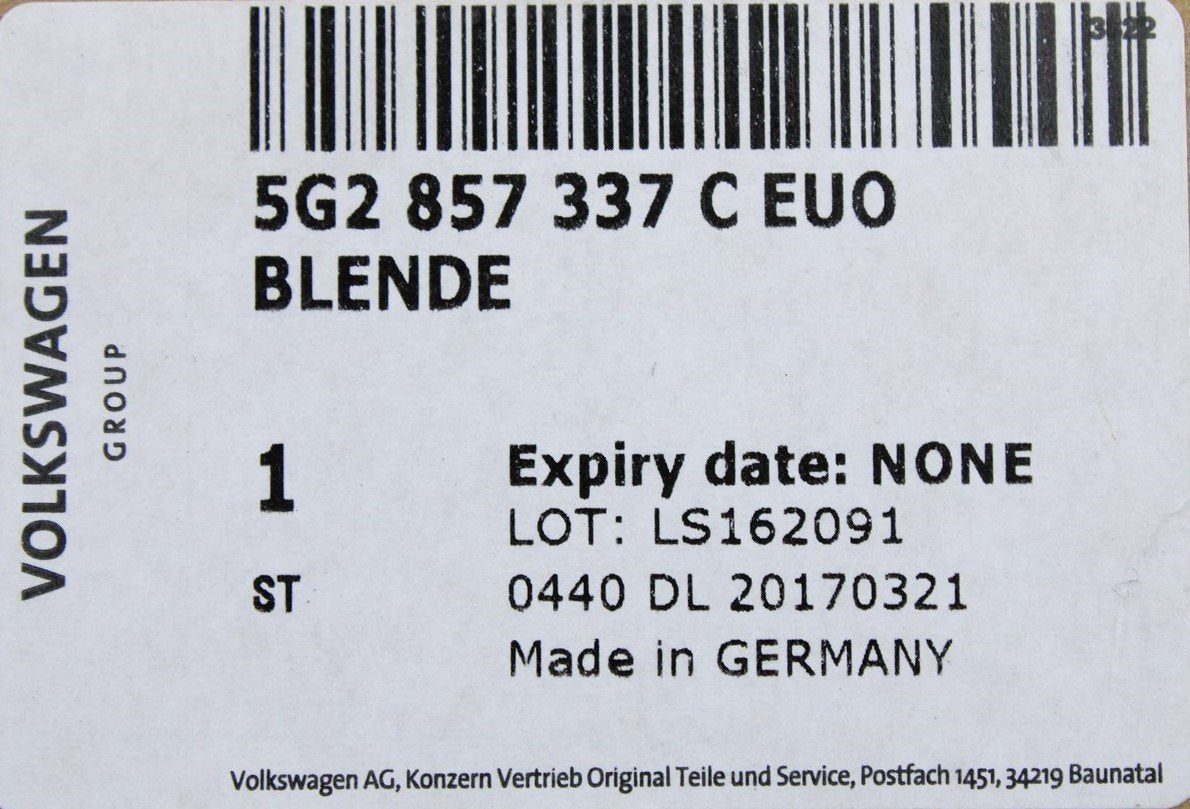 5G2 857 337 C EUO
BLENDE
VOLKSWAGEN
GROUP
1
Expiry date: NONE
LOT: LS162091
ST
0440 DL 20170321
Made in GERMANY
Volkswagen AG, Konzern Vertrieb Original Teile und Service, Postfach 1451, 34219 Baunatal